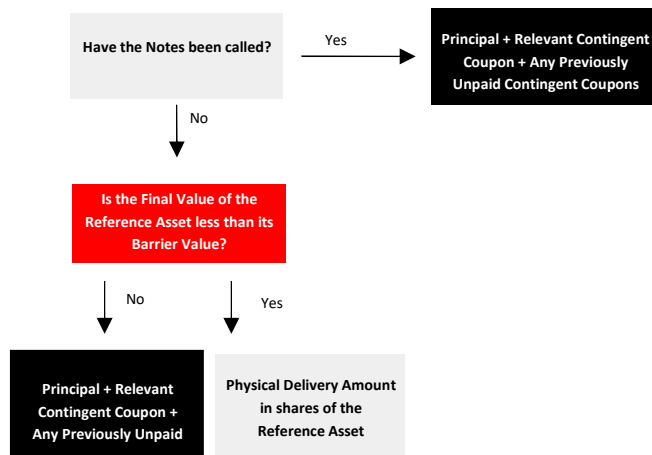 Have the Notes been called?
Yes
Principal + Relevant Contingent
Coupon + Any Previously
Unpaid Contingent Coupons
No
Is the Final Value of the
Reference Asset less than its
Barrier Value?
No
Yes
Principal + Relevant
Contingent Coupon +
Any Previously Unpaid
Physical Delivery Amount
in shares of the
Reference Asset